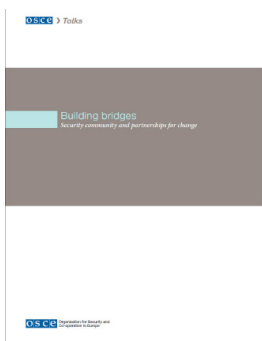 OSCE ❯ Talks
Building bridges
Security community and partnerships for change
OSCE Organization for Security and
Co-operation in Europe